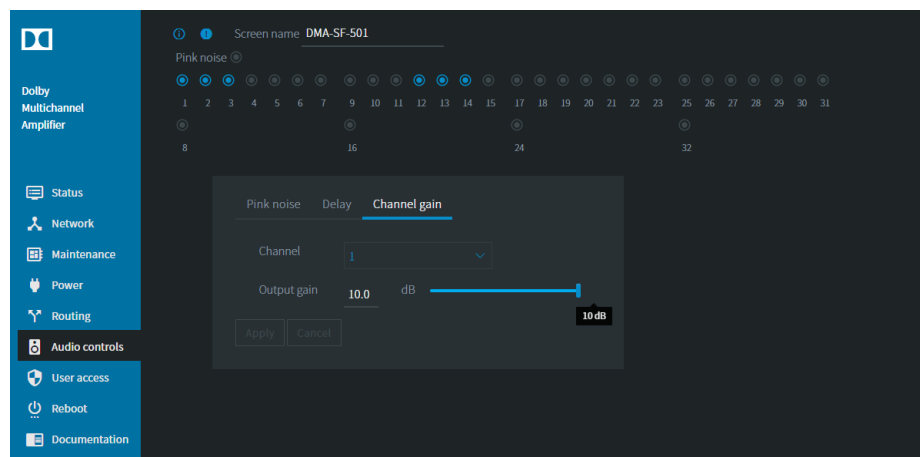 Screen name DMA-SF-501
Pink noise
1 2 3 4 5 6 7 9 10 11 12 13 14 15 17 18 19 20 21 22 23 25 26 27 28 29 30 31
8 16 24 32
Dolby
Multichannel
Amplifier
Status
Network
Maintenance
Power
Routing
Audio controls
User access
Reboot
Documentation
Pink noise Delay Channel gain
Channel 1
Output gain 10.0 dB
10 dB
Apply Cancel